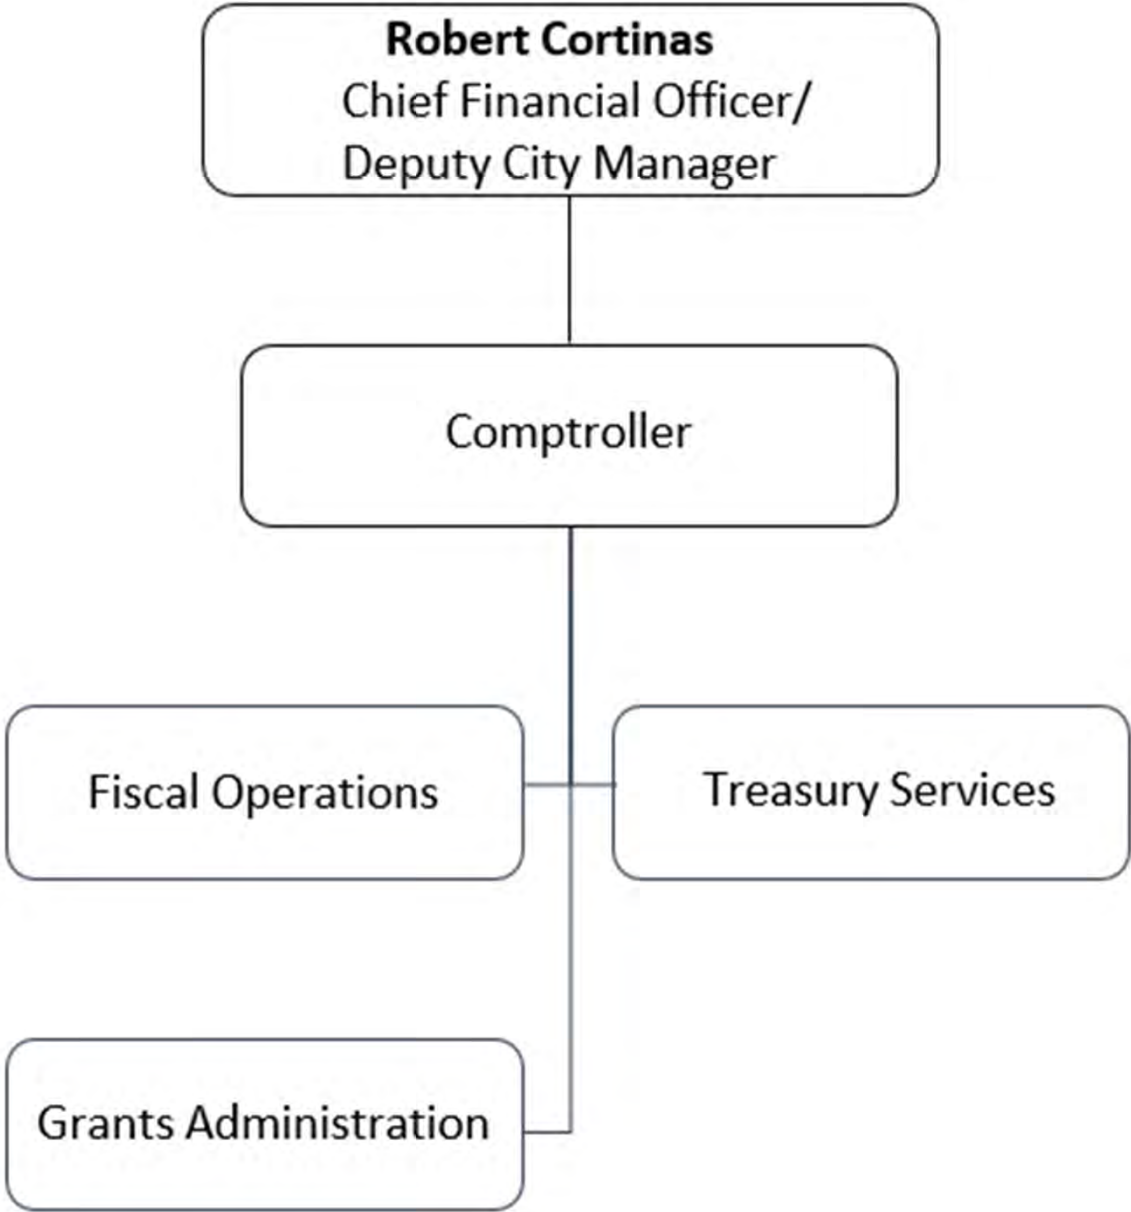 Robert Cortinas
Chief Financial Officer/
Deputy City Manager
Comptroller
Fiscal Operations
Treasury Services
Grants Administration